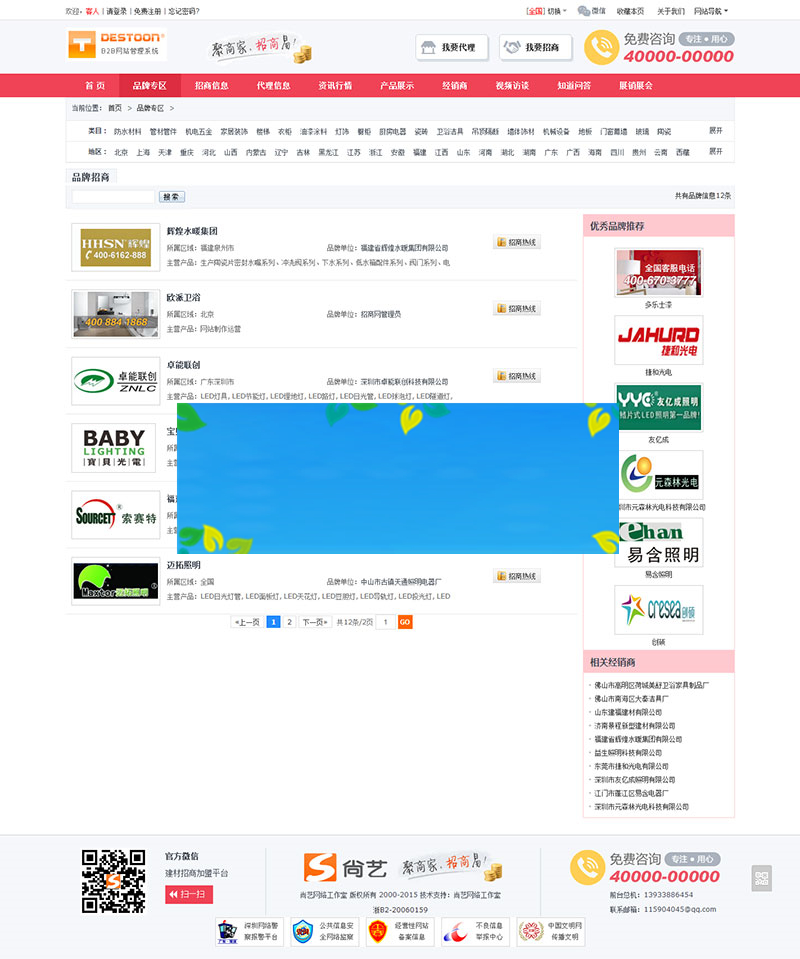 欢迎,客人 | 请登录 | 免费注册 | 忘记密码?
[全国] 切换 微信 收藏本页 关于我们 网站导航
DESTOON
B2B网站管理系统
聚商家,招商易!
我要代理
我要招商
免费咨询 专注·用心
40000-00000
首 页 品牌专区 招商信息 代理信息 资讯行情 产品展示 经销商 视频访谈 知道问答 展销展会
当前位置: 首页 > 品牌专区 >
类目: 防水材料 管材管件 机电五金 家居装饰 楼梯 衣柜 油漆涂料 灯饰 橱柜 厨房电器 瓷砖 卫浴洁具 吊顶隔断 墙体饰材 机械设备 地板 门窗幕墙 玻璃 陶瓷 展开
地区: 北京 上海 天津 重庆 河北 山西 内蒙古 辽宁 吉林 黑龙江 江苏 浙江 安徽 福建 江西 山东 河南 湖北 湖南 广东 广西 海南 四川 贵州 云南 西藏 展开
品牌招商
搜 索
共有品牌信息12条
HHSN 辉煌
400-6162-888
辉煌水暖集团
所属区域: 福建泉州市 品牌单位: 福建省辉煌水暖集团有限公司
主营产品: 生产陶瓷片密封水嘴系列、冲洗阀系列、下水系列、低水箱配件系列、阀门系列、电
招商热线
400 884 1868
欧派卫浴
所属区域: 北京 品牌单位: 招商网管理员
主营产品: 网站制作运营
招商热线
卓能联创
ZNLC
卓能联创
所属区域: 广东深圳市 品牌单位: 深圳市卓能联创科技有限公司
主营产品: LED灯具, LED节能灯, LED埋地灯, LED路灯, LED日光管, LED球泡灯, LED隧道灯,
招商热线
BABY
LIGHTING
寶|貝|光|電
SOURCET 索赛特
Maxtor 迈拓照明
迈拓照明
所属区域: 全国 品牌单位: 中山市古镇天通照明电器厂
主营产品: LED日光灯管, LED面板灯, LED天花灯, LED豆胆灯, LED导轨灯, LED投光灯, LED
招商热线
«上一页 1 2 下一页» 共12条/2页 1 GO
优秀品牌推荐
全国客服电话
400-670-3777
多乐士漆
JAHURD
捷和光电
捷和光电
YYC 友亿成照明
友亿成
元森林光电
市元森林光电科技有限公司
ehan
易含照明
易含照明
cresea 创硕
创硕
相关经销商
佛山市高明区荷城美舒卫浴家具制品厂
佛山市南海区大泰洁具厂
山东建福建材有限公司
济南景程新型建材有限公司
福建省辉煌水暖集团有限公司
益生照明科技有限公司
东莞市捷和光电有限公司
深圳市友亿成照明有限公司
江门市蓬江区易含电器厂
深圳市元森林光电科技有限公司
官方微信
建材招商加盟平台
扫一扫
尚艺
聚商家,招商易!
尚艺网络工作室 版权所有 2000-2015 技术支持: 尚艺网络工作室
浙B2-20060159
免费咨询 专注·用心
40000-00000
前台总机: 13933886454
联系邮箱: 115904045@qq.com
深圳网警
察报警平台
公共信息安
全网络监察
经营性网站
备案信息
不良信息
举报中心
中国文明网
传播文明